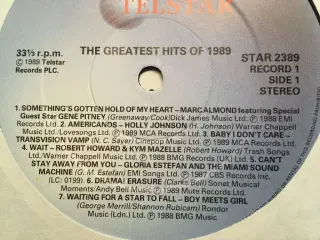 TELSTAR
THE GREATEST HITS OF 1989
33⅓ r.p.m.
℗ 1989 Telstar
Records PLC.
STAR 2389
RECORD 1
SIDE 1
STEREO
1. SOMETHING'S GOTTEN HOLD OF MY HEART – MARC ALMOND featuring Special
Guest Star GENE PITNEY (Greenaway/Cook/Dick James Music Ltd.) ℗ 1988 EMI
Music Ltd. 2. AMERICANOS – HOLLY JOHNSON (H. Johnson) Warner Chappell
Music Ltd./Lovesongs Ltd.) ℗ 1989 MCA Records Ltd. 3. BABY I DON'T CARE –
TRANSVISION VAMP (N. C. Sayer) Cinepop Music Ltd.) ℗ 1989 MCA Records Ltd.
4. WAIT – ROBERT HOWARD & KYM MAZELLE (Robert Howard) / Trash Songs
Ltd./Warner Chappell Music Ltd.) ℗ 1988 BMG Records (UK) Ltd. 5. CAN'T
STAY AWAY FROM YOU – GLORIA ESTEFAN AND THE MIAMI SOUND
MACHINE (G. M. Estefan) EMI Songs Ltd.) ℗ 1987 CBS Records Inc.
(ILC: 0199) 6. DRAMA! ERASURE (Clarke Bell) Sonet Musical
Moments/Andy Bell) Mute Records Ltd.) ℗ 1989 Mute Records Ltd.
7. WAITING FOR A STAR TO FALL – BOY MEETS GIRL
(George Merrill/Shannon Rubicam) Rondor
Music (Ldn.) Ltd.) ℗ 1988 BMG Music